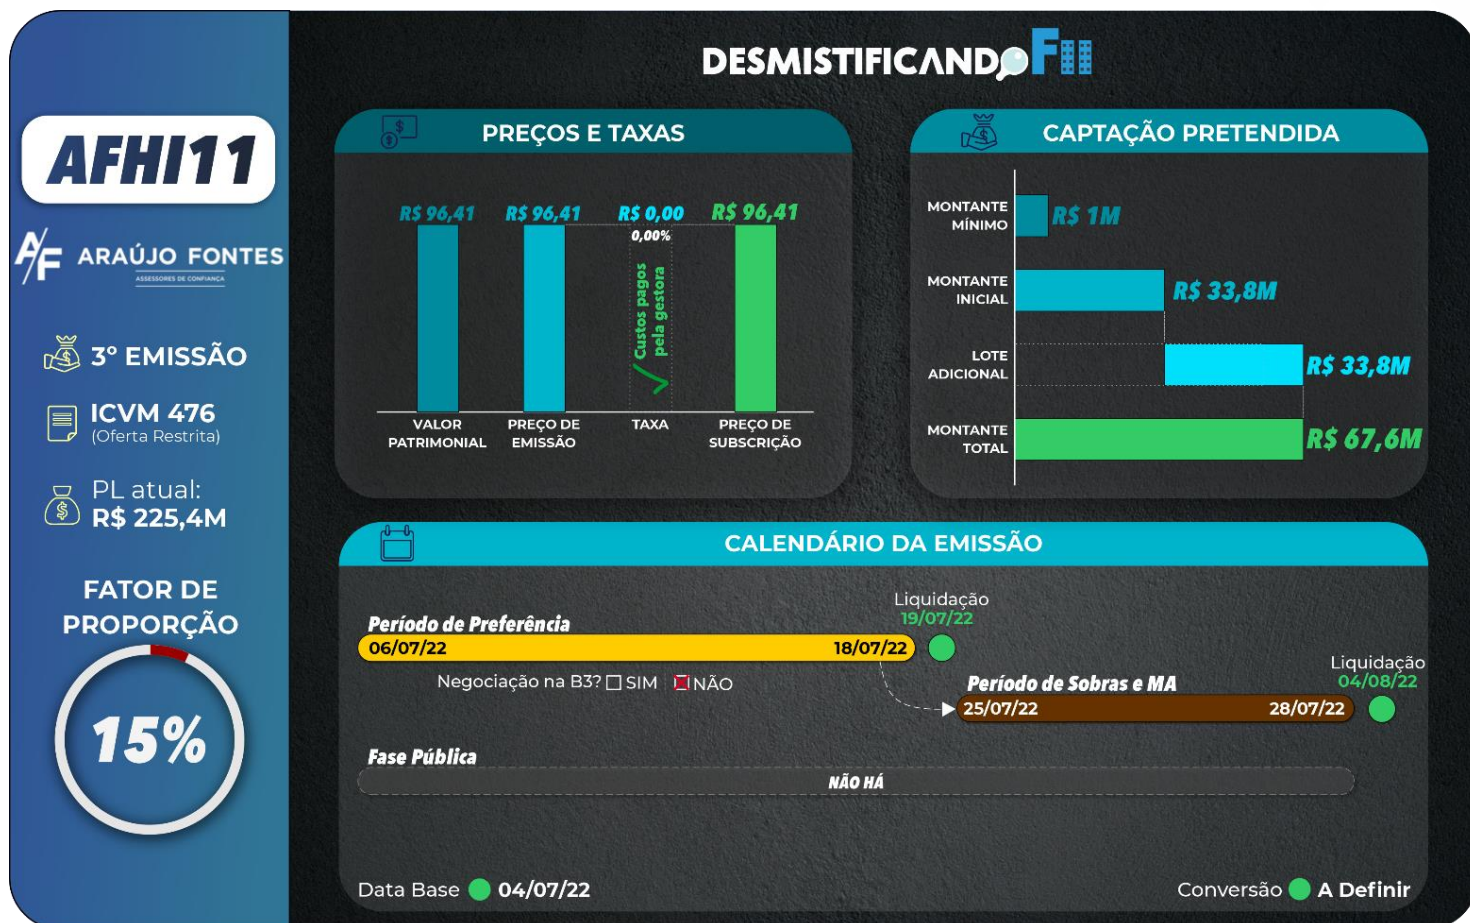 DESMISTIFICANDO FII
AFHI11
A/F ARAÚJO FONTES
ASSESSORES DE CONFIANÇA
3º EMISSÃO
ICVM 476
(Oferta Restrita)
PL atual:
R$ 225,4M
FATOR DE
PROPORÇÃO
15%
PREÇOS E TAXAS
R$ 96,41 R$ 96,41 R$ 0,00 R$ 96,41
0,00%
Custos pagos
pela gestora
VALOR
PATRIMONIAL
PREÇO DE
EMISSÃO
TAXA
PREÇO DE
SUBSCRIÇÃO
CAPTAÇÃO PRETENDIDA
MONTANTE
MÍNIMO
R$ 1M
MONTANTE
INICIAL
R$ 33,8M
LOTE
ADICIONAL
R$ 33,8M
MONTANTE
TOTAL
R$ 67,6M
CALENDÁRIO DA EMISSÃO
Período de Preferência
06/07/22 18/07/22
Liquidação
19/07/22
Negociação na B3? SIM NÃO
Período de Sobras e MA
25/07/22 28/07/22
Liquidação
04/08/22
Fase Pública
NÃO HÁ
Data Base 04/07/22
Conversão A Definir